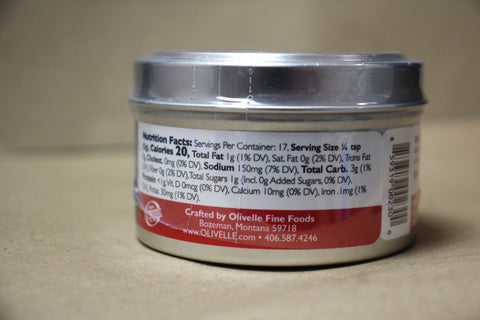 Nutrition Facts: Servings Per Container: 17, Serving Size ¼ tsp
Calories 20, Total Fat 1g (1% DV), Sat. Fat 0g (2% DV), Trans Fat
Cholest. 0mg (0% DV), Sodium 150mg (7% DV), Total Carb. 3g (1%
Fiber 0g (2% DV), Total Sugars 1g (Incl. 0g Added Sugars, 0% DV),
Protein <1g Vit. D 0mcg (0% DV), Calcium 10mg (0% DV), Iron .1mg (1%
Potas. 30mg (1% DV).
Crafted by Olivelle Fine Foods
Bozeman, Montana 59718
www.OLIVELLE.com • 406.587.4246